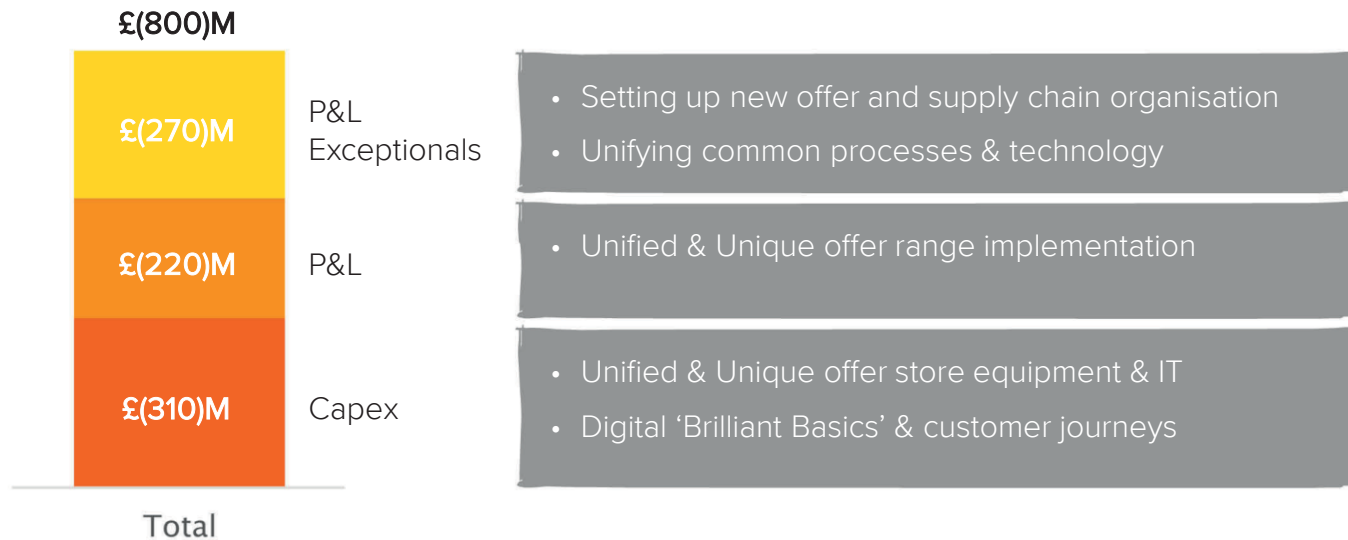 £(800)M
£(270)M
P&L
Exceptionals
• Setting up new offer and supply chain organisation
• Unifying common processes & technology
£(220)M
P&L
• Unified & Unique offer range implementation
£(310)M
Capex
• Unified & Unique offer store equipment & IT
• Digital ‘Brilliant Basics’ & customer journeys
Total